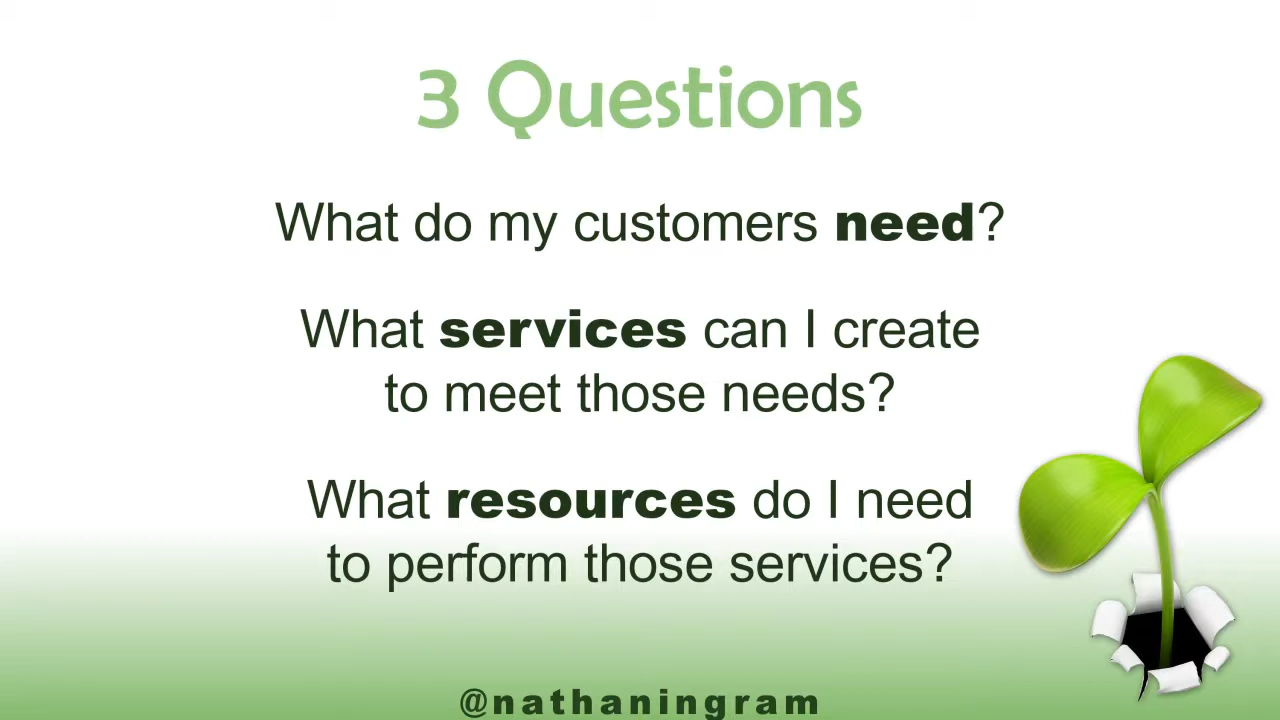 3 Questions
What do my customers need?
What services can I create
to meet those needs?
What resources do I need
to perform those services?
@nathaningram